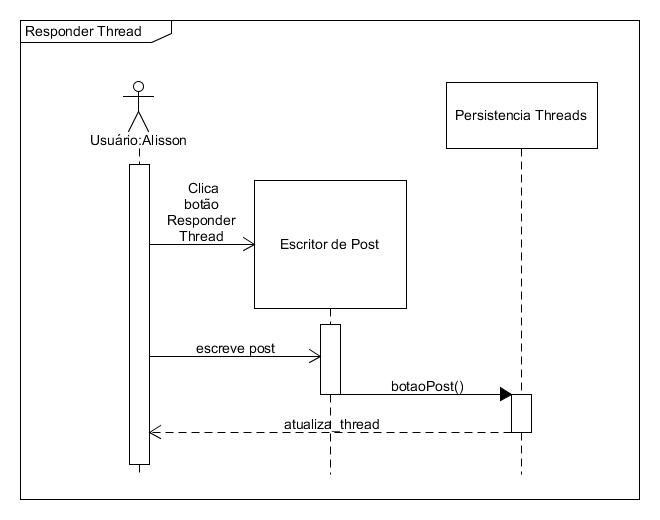 Responder Thread
Usuário:Alisson
Persistencia Threads
Clica
botão
Responder
Thread
Escritor de Post
escreve post
botaoPost()
atualiza_thread